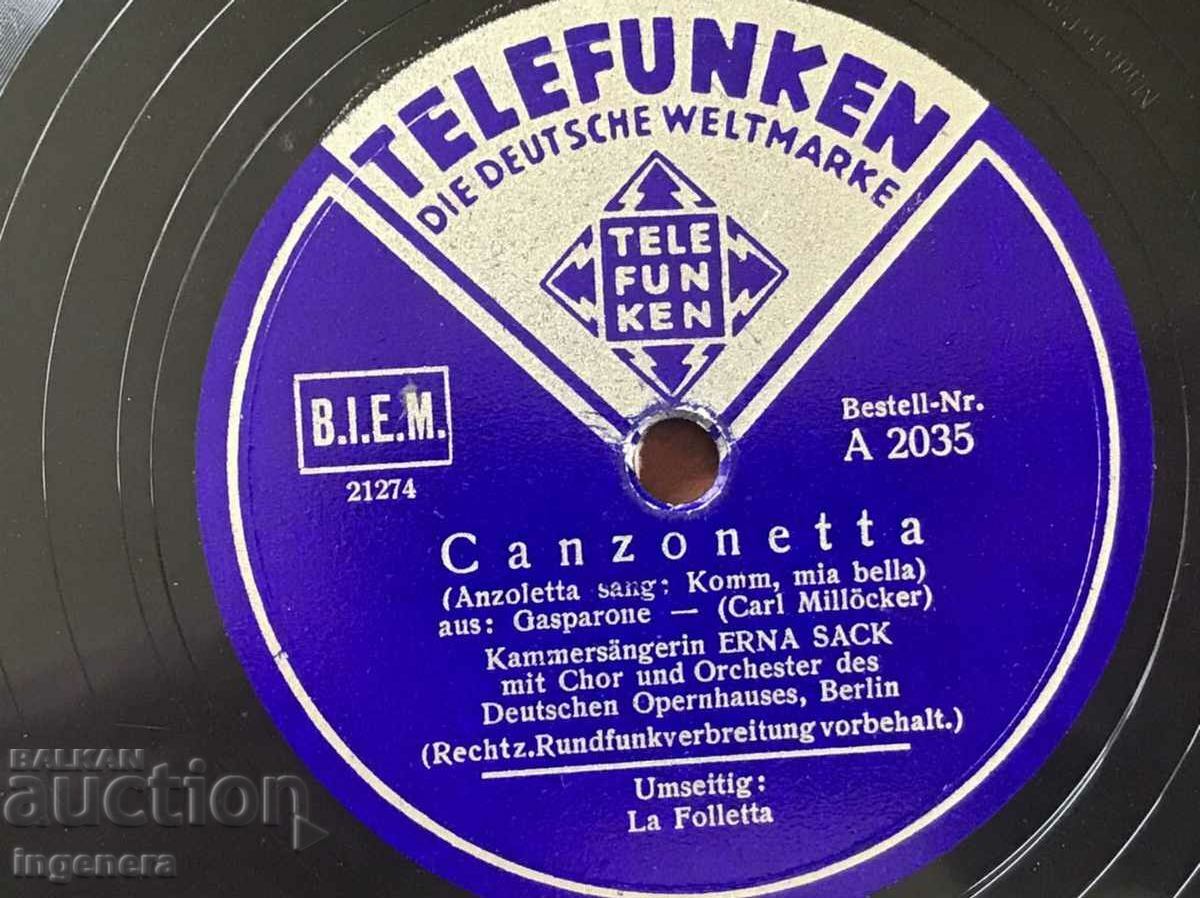 TELEFUNKEN
DIE DEUTSCHE WELTMARKE
TELE
FUN
KEN
B.I.E.M.
21274
Bestell-Nr.
A 2035
Canzonetta
(Anzoletta sang: Komm, mia bella)
aus: Gasparone — (Carl Millöcker)
Kammersängerin ERNA SACK
mit Chor und Orchester des
Deutschen Opernhauses, Berlin
(Recht z. Rundfunkverbreitung vorbehalt.)
Umseitig:
La Folletta
BALKAN
auction
ingenera